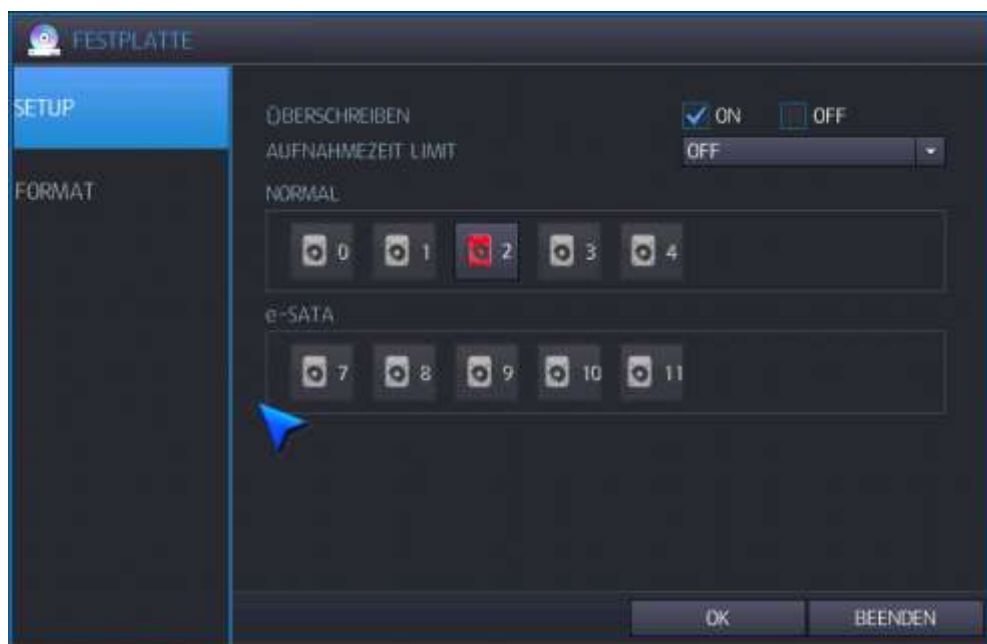 FESTPLATTE
SETUP
ÜBERSCHREIBEN ON OFF
AUFNAHMEZEIT LIMIT OFF
FORMAT
NORMAL
0 1 2 3 4
e-SATA
7 8 9 10 11
OK BEENDEN